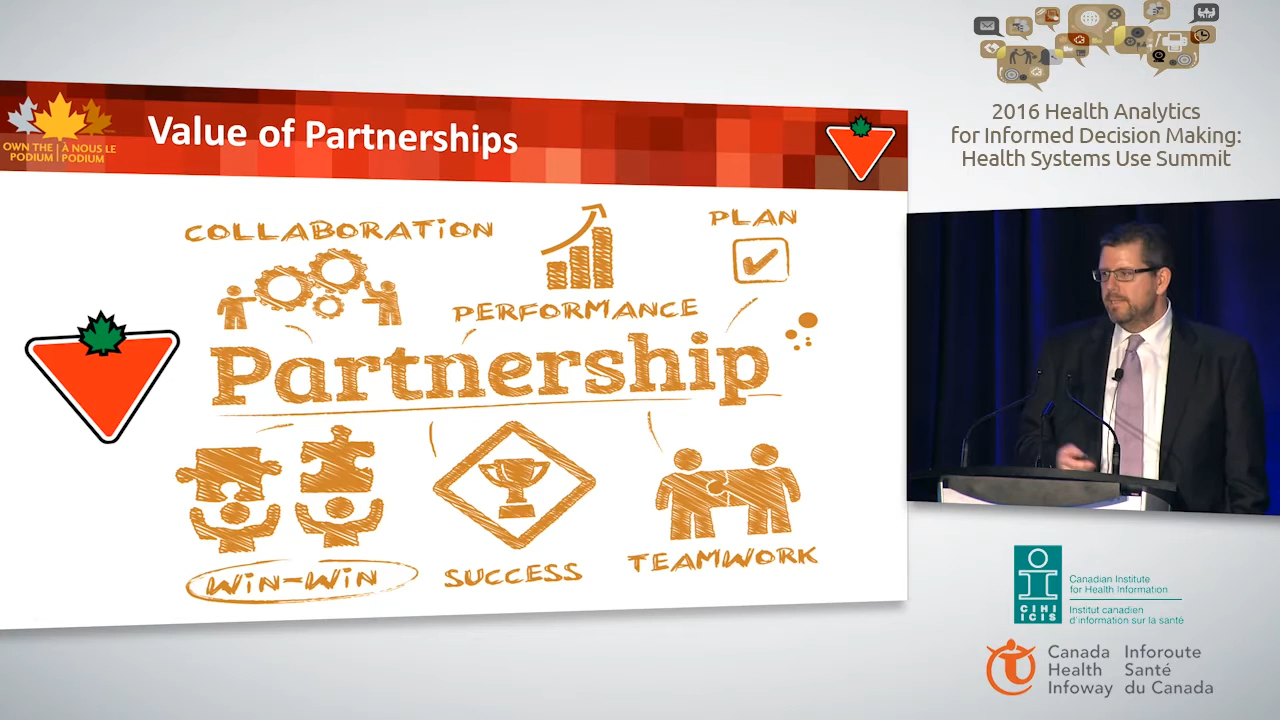 OWN THE
PODIUM
À NOUS LE
PODIUM
Value of Partnerships
COLLABORATiON
PERFORMANCE
PLAN
Partnership
WiN-WiN
SUCCESS
TEAMWORK
2016 Health Analytics
for Informed Decision Making:
Health Systems Use Summit
CIHI
ICIS
Canadian Institute
for Health Information
Institut canadien
d'information sur la santé
Canada
Health
Infoway
Inforoute
Santé
du Canada